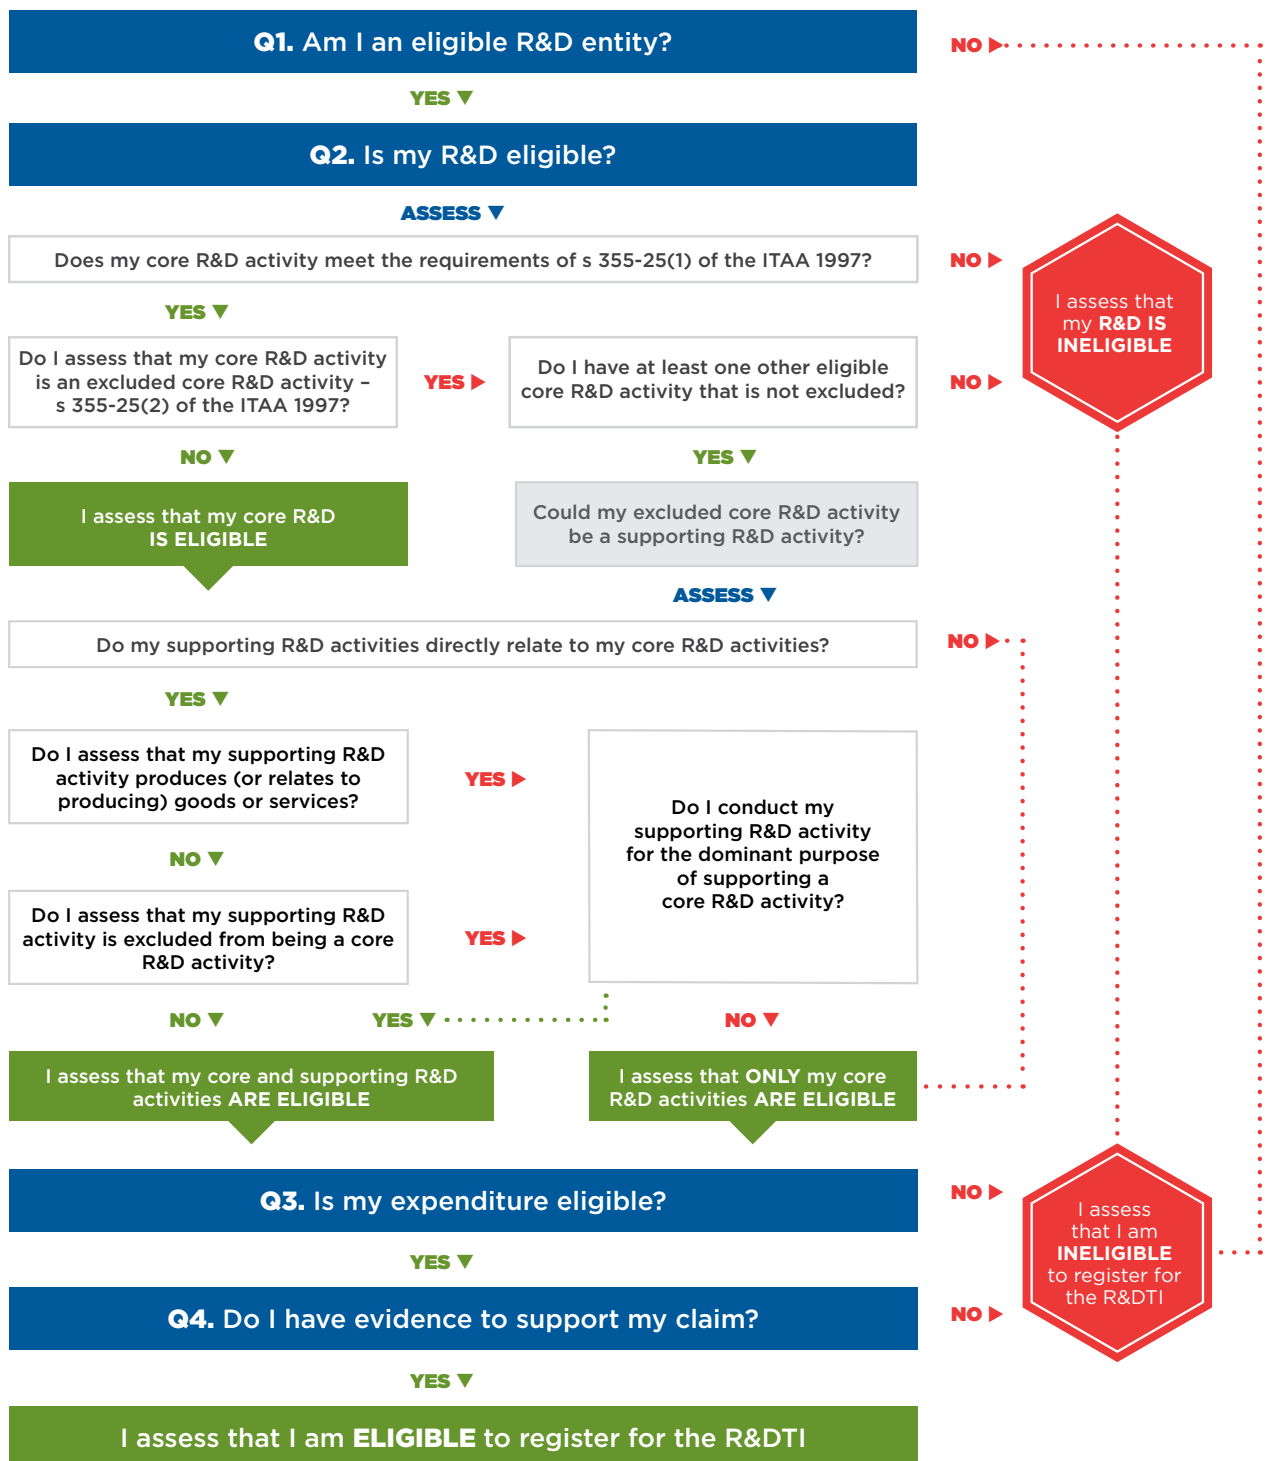 Q1. Am I an eligible R&D entity?
NO ▶
YES ▼
Q2. Is my R&D eligible?
ASSESS ▼
Does my core R&D activity meet the requirements of s 355-25(1) of the ITAA 1997?
NO ▶
I assess that
my R&D IS
INELIGIBLE
YES ▼
Do I assess that my core R&D activity
is an excluded core R&D activity –
s 355-25(2) of the ITAA 1997?
YES ▶
Do I have at least one other eligible
core R&D activity that is not excluded?
NO ▶
NO ▼
YES ▼
I assess that my core R&D
IS ELIGIBLE
Could my excluded core R&D activity
be a supporting R&D activity?
ASSESS ▼
Do my supporting R&D activities directly relate to my core R&D activities?
NO ▶
YES ▼
Do I assess that my supporting R&D
activity produces (or relates to
producing) goods or services?
YES ▶
Do I conduct my
supporting R&D activity
for the dominant purpose
of supporting a
core R&D activity?
NO ▼
Do I assess that my supporting R&D
activity is excluded from being a core
R&D activity?
YES ▶
NO ▼
YES ▼
NO ▼
I assess that my core and supporting R&D
activities ARE ELIGIBLE
I assess that ONLY my core
R&D activities ARE ELIGIBLE
Q3. Is my expenditure eligible?
NO ▶
I assess
that I am
INELIGIBLE
to register for
the R&DTI
YES ▼
Q4. Do I have evidence to support my claim?
NO ▶
YES ▼
I assess that I am ELIGIBLE to register for the R&DTI